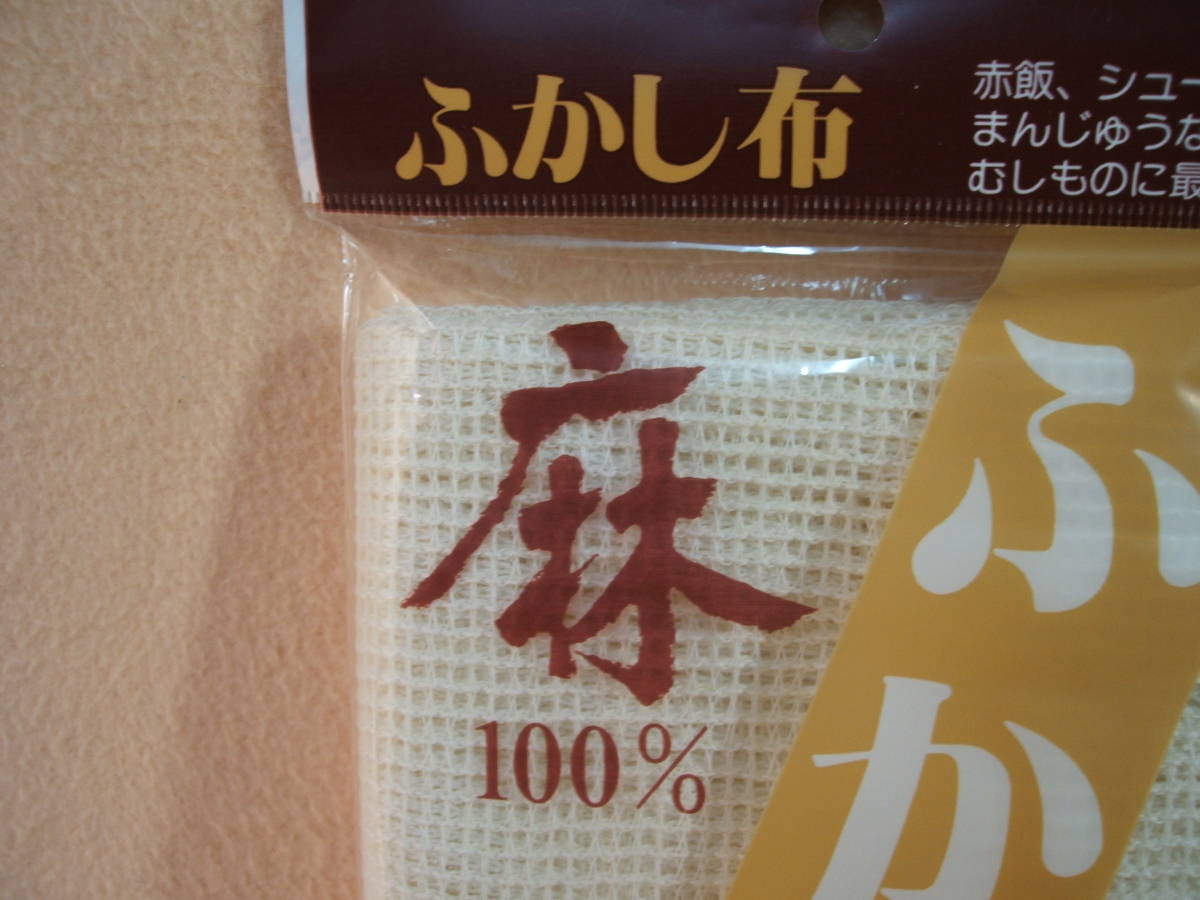 ふかし布
赤飯、シュー
まんじゅうな
むしものに最
麻
100%
ふか